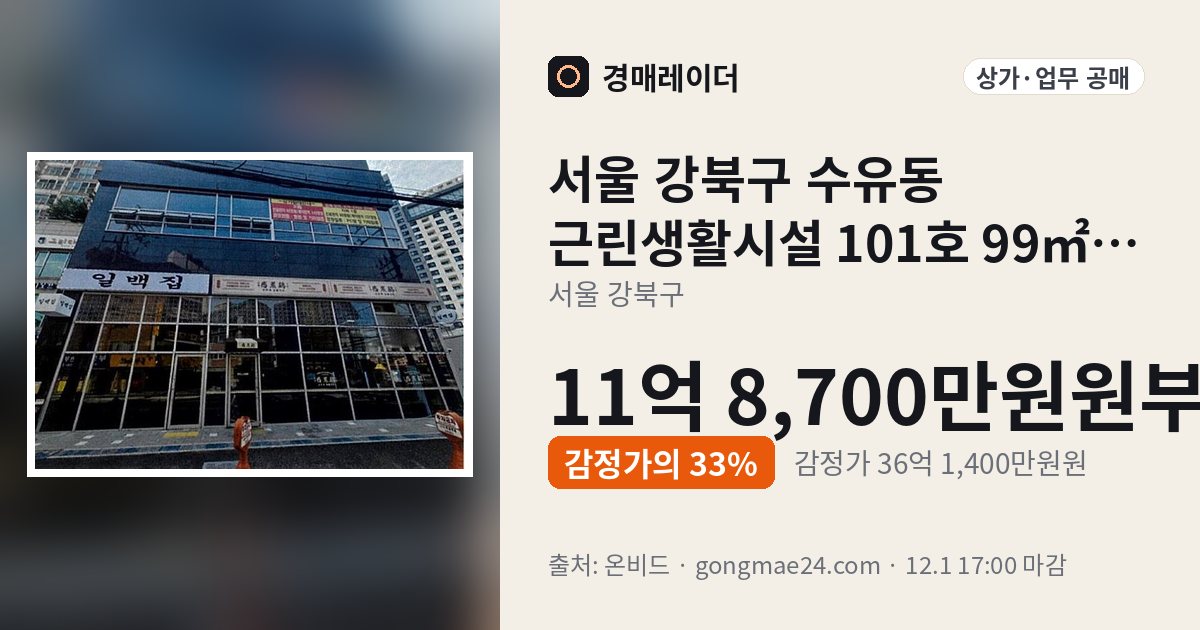 경매레이더
상가·업무 공매
서울 강북구 수유동
근린생활시설 101호 99㎡…
서울 강북구
11억 8,700만원원부
감정가의 33%
감정가 36억 1,400만원원
출처: 온비드 · gongmae24.com · 12.1 17:00 마감
일백집